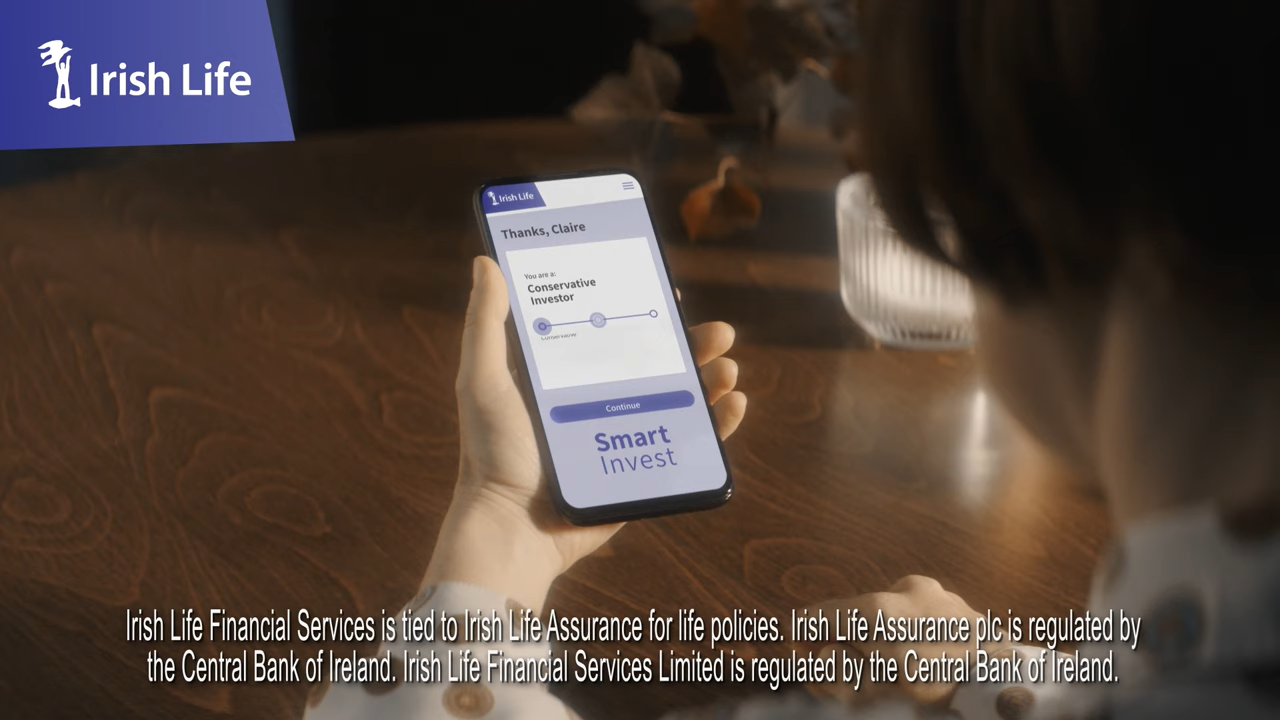 Irish Life
Irish Life
Thanks, Claire
You are a:
Conservative
Investor
Conservative
Continue
Smart
Invest
Irish Life Financial Services is tied to Irish Life Assurance for life policies. Irish Life Assurance plc is regulated by
the Central Bank of Ireland. Irish Life Financial Services Limited is regulated by the Central Bank of Ireland.